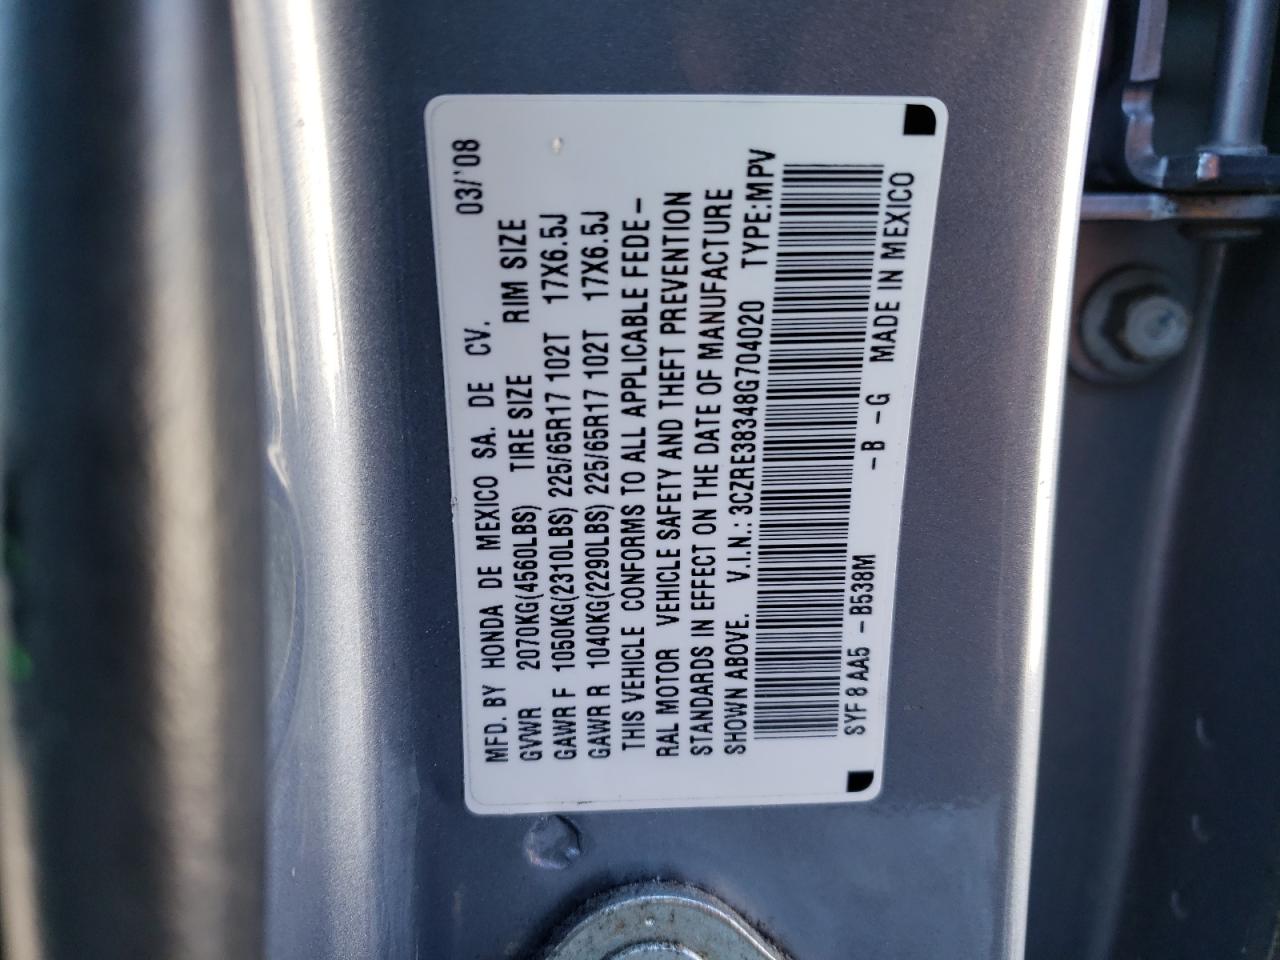 MFD. BY HONDA DE MEXICO SA. DE CV. 03/'08
GVWR 2070KG(4560LBS) TIRE SIZE RIM SIZE
GAWR F 1050KG(2310LBS) 225/65R17 102T 17X6.5J
GAWR R 1040KG(2290LBS) 225/65R17 102T 17X6.5J
THIS VEHICLE CONFORMS TO ALL APPLICABLE FEDE-
RAL MOTOR VEHICLE SAFETY AND THEFT PREVENTION
STANDARDS IN EFFECT ON THE DATE OF MANUFACTURE
SHOWN ABOVE. V.I.N.: 3CZRE38348G704020 TYPE:MPV
SYF 8 AA5 -B538M -B -G MADE IN MEXICO